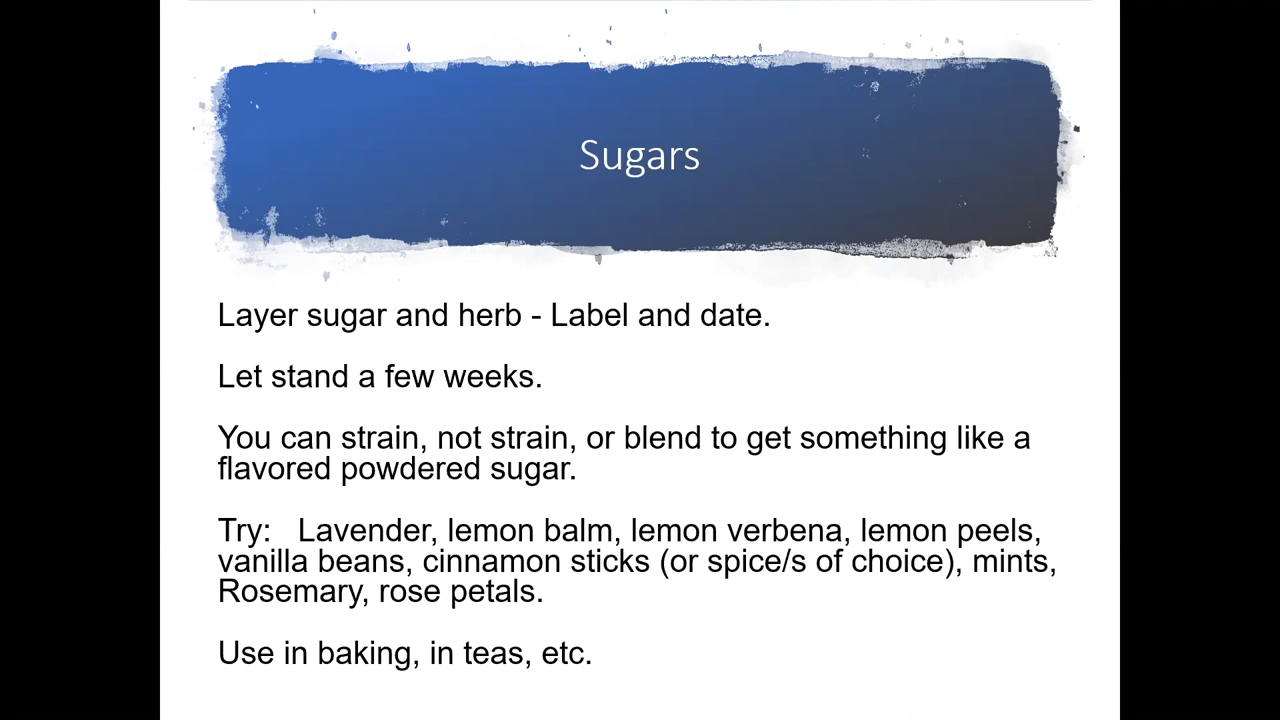 Sugars
Layer sugar and herb - Label and date.
Let stand a few weeks.
You can strain, not strain, or blend to get something like a
flavored powdered sugar.
Try:   Lavender, lemon balm, lemon verbena, lemon peels,
vanilla beans, cinnamon sticks (or spice/s of choice), mints,
Rosemary, rose petals.
Use in baking, in teas, etc.